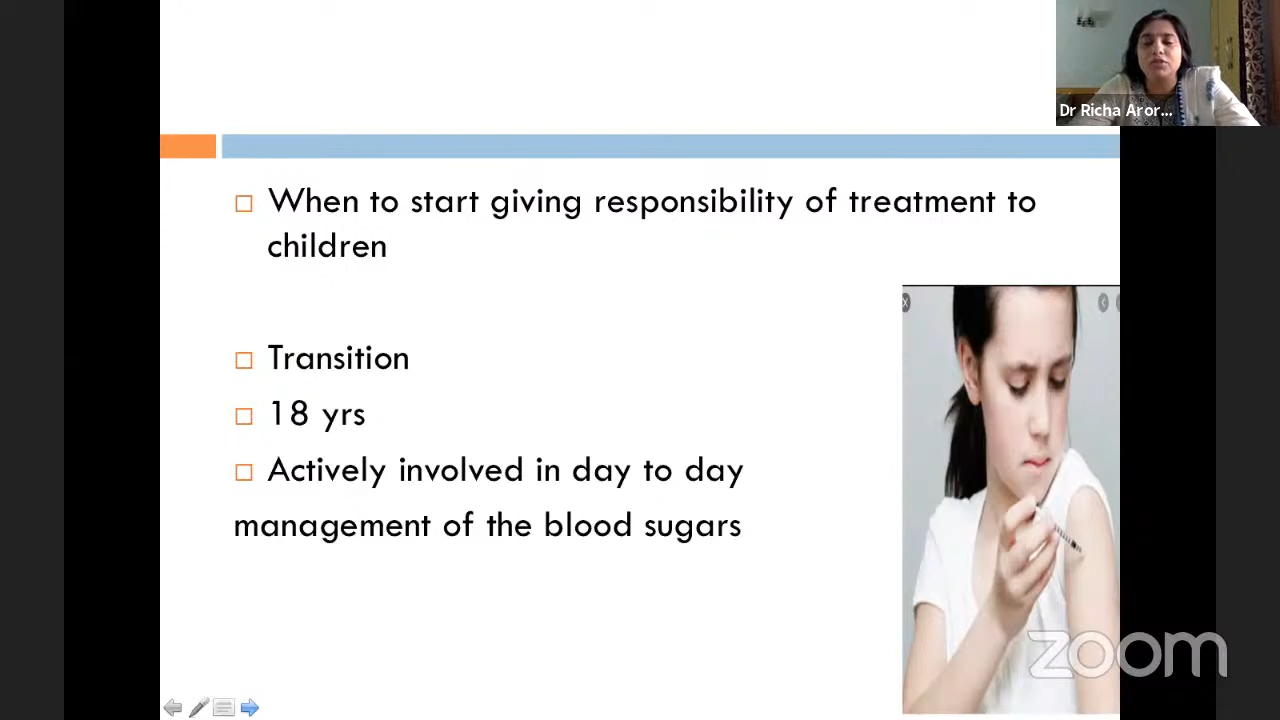 Dr Richa Aror...
When to start giving responsibility of treatment to
children
Transition
18 yrs
Actively involved in day to day
management of the blood sugars
zoom